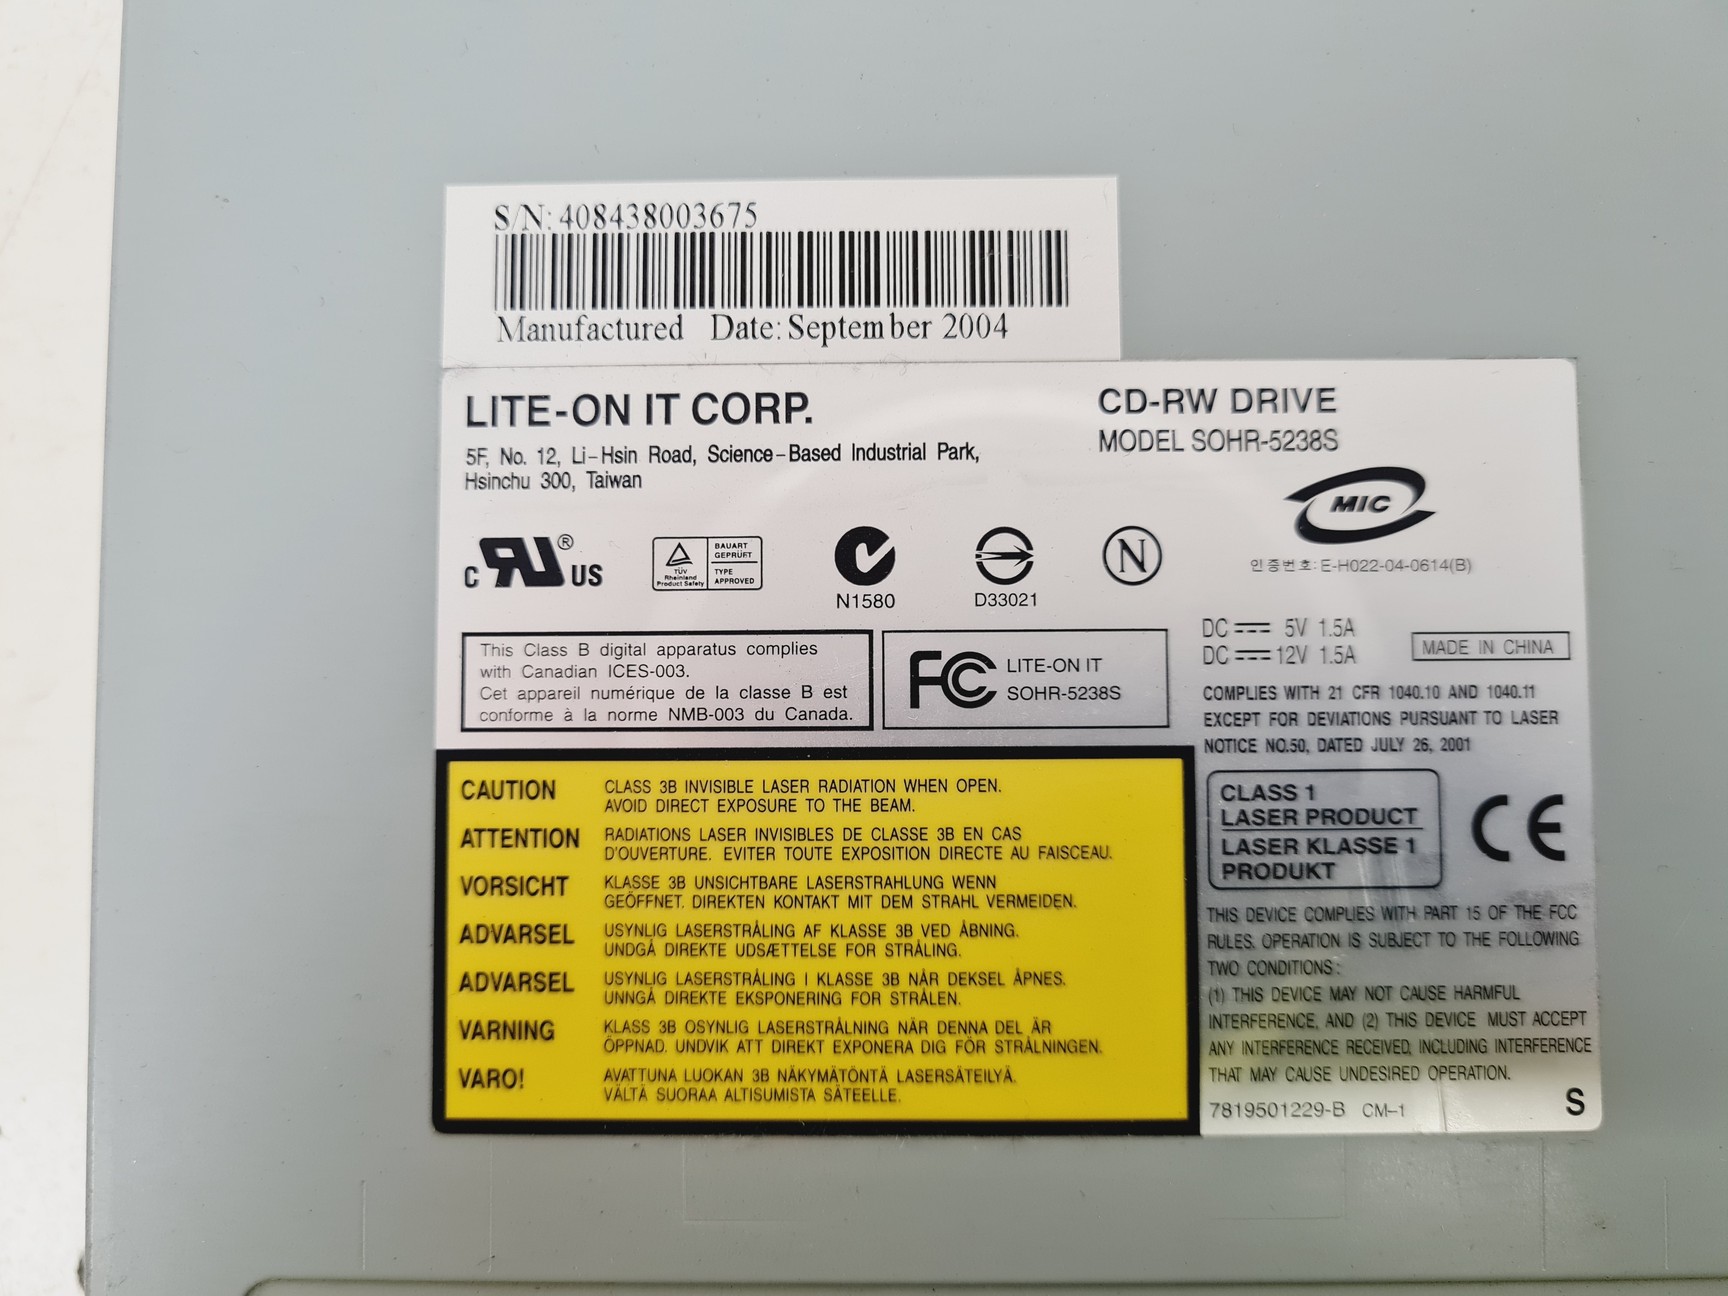 S/N: 408438003675
Manufactured Date: September 2004
LITE-ON IT CORP.
5F, No. 12, Li-Hsin Road, Science-Based Industrial Park,
Hsinchu 300, Taiwan
CD-RW DRIVE
MODEL SOHR-5238S
MIC
인증번호: E-H022-04-0614(B)
C RU ® US
TÜV
Rheinland
Product Safety
BAUART
GEPRÜFT
TYPE
APPROVED
N1580
D33021
N
This Class B digital apparatus complies
with Canadian ICES-003.
Cet appareil numérique de la classe B est
conforme à la norme NMB-003 du Canada.
FC LITE-ON IT
SOHR-5238S
DC 5V 1.5A
DC 12V 1.5A
MADE IN CHINA
COMPLIES WITH 21 CFR 1040.10 AND 1040.11
EXCEPT FOR DEVIATIONS PURSUANT TO LASER
NOTICE NO.50, DATED JULY 26, 2001
CLASS 1
LASER PRODUCT
LASER KLASSE 1
PRODUKT
CE
CAUTION CLASS 3B INVISIBLE LASER RADIATION WHEN OPEN.
AVOID DIRECT EXPOSURE TO THE BEAM.
ATTENTION RADIATIONS LASER INVISIBLES DE CLASSE 3B EN CAS
D'OUVERTURE. EVITER TOUTE EXPOSITION DIRECTE AU FAISCEAU.
VORSICHT KLASSE 3B UNSICHTBARE LASERSTRAHLUNG WENN
GEÖFFNET. DIREKTEN KONTAKT MIT DEM STRAHL VERMEIDEN.
ADVARSEL USYNLIG LASERSTRÅLING AF KLASSE 3B VED ÅBNING.
UNDGÅ DIREKTE UDSÆTTELSE FOR STRÅLING.
ADVARSEL USYNLIG LASERSTRÅLING I KLASSE 3B NÅR DEKSEL ÅPNES.
UNNGÅ DIREKTE EKSPONERING FOR STRÅLEN.
VARNING KLASS 3B OSYNLIG LASERSTRÅLNING NÄR DENNA DEL ÄR
ÖPPNAD. UNDVIK ATT DIREKT EXPONERA DIG FÖR STRÅLNINGEN.
VARO! AVATTUNA LUOKAN 3B NÄKYMÄTÖNTÄ LASERSÄTEILYÄ.
VÄLTÄ SUORAA ALTISUMISTA SÄTEELLE.
THIS DEVICE COMPLIES WITH PART 15 OF THE FCC
RULES. OPERATION IS SUBJECT TO THE FOLLOWING
TWO CONDITIONS:
(1) THIS DEVICE MAY NOT CAUSE HARMFUL
INTERFERENCE, AND (2) THIS DEVICE MUST ACCEPT
ANY INTERFERENCE RECEIVED, INCLUDING INTERFERENCE
THAT MAY CAUSE UNDESIRED OPERATION.
7819501229-B CM-1
S